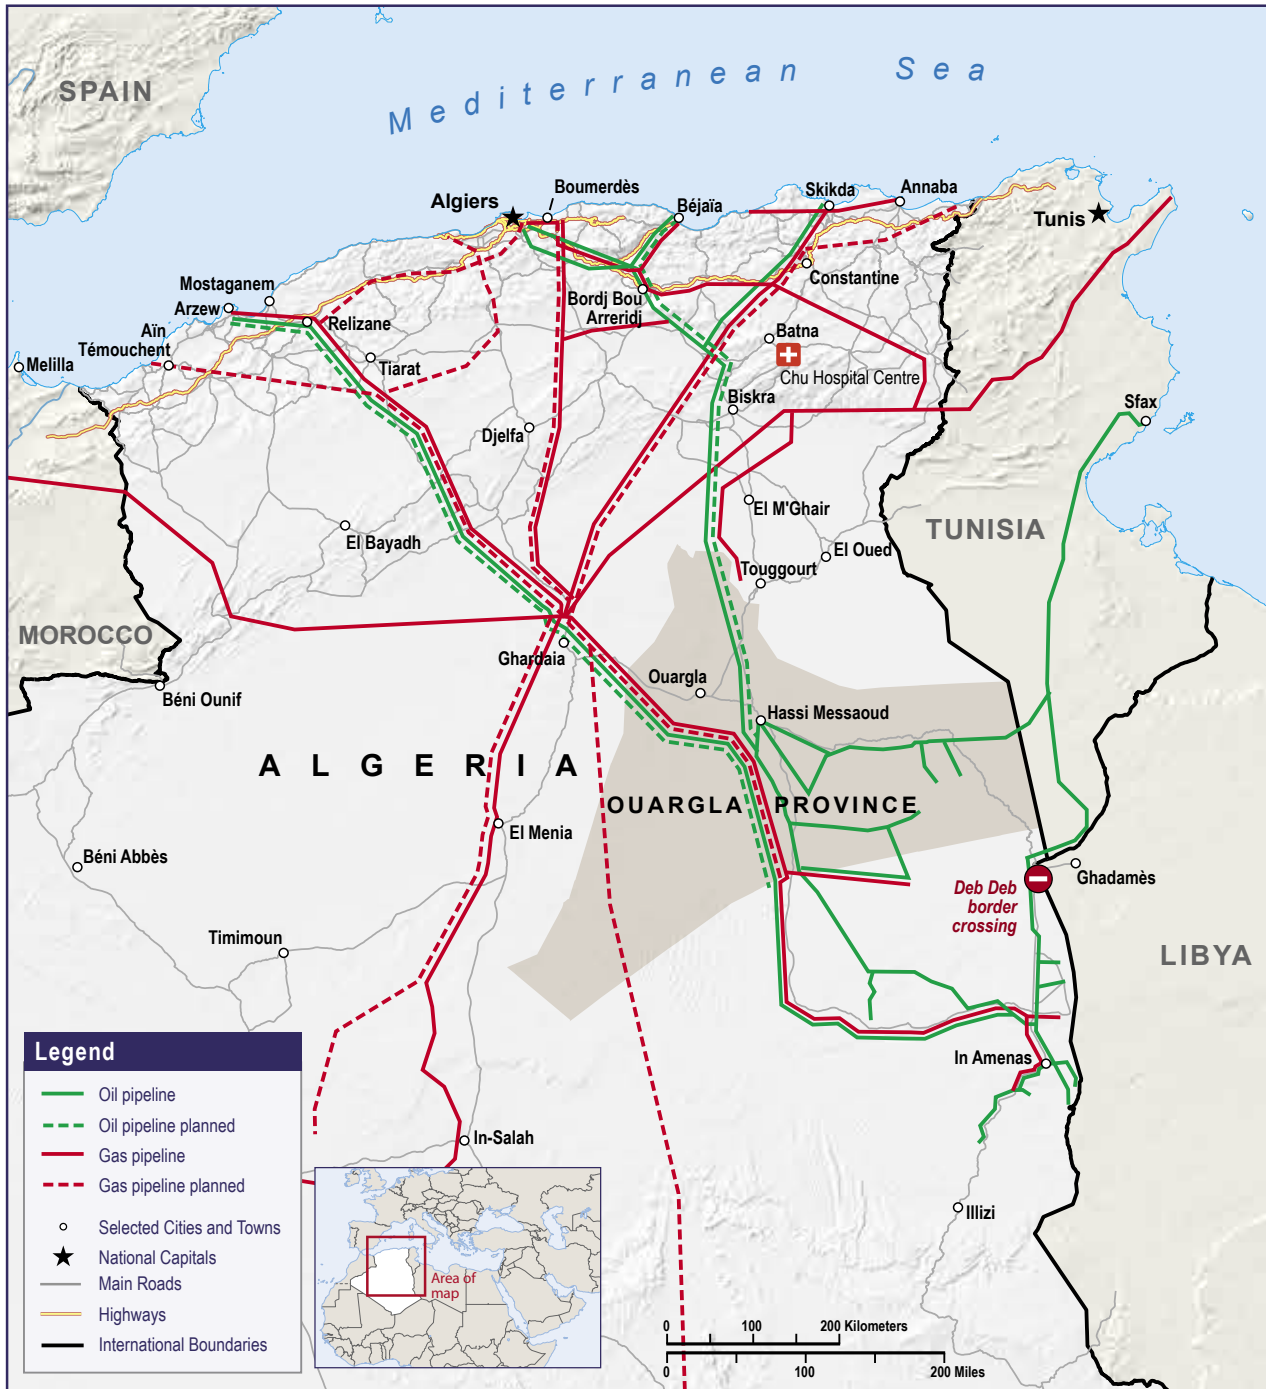 Mediterranean Sea
SPAIN
Algiers
Boumerdès
Béjaïa
Skikda
Annaba
Tunis
Mostaganem
Arzew
Constantine
Bordj Bou
Arreridj
Relizane
Aïn
Témouchent
Batna
Melilla
Tiarat
Chu Hospital Centre
Biskra
Sfax
Djelfa
El M'Ghair
El Bayadh
TUNISIA
El Oued
Touggourt
MOROCCO
Ghardaia
Ouargla
Béni Ounif
Hassi Messaoud
ALGERIA
OUARGLA PROVINCE
El Menia
Béni Abbès
Ghadamès
Deb Deb
border
crossing
Timimoun
LIBYA
In Amenas
In-Salah
Illizi
Legend
Oil pipeline
Oil pipeline planned
Gas pipeline
Gas pipeline planned
Selected Cities and Towns
National Capitals
Main Roads
Highways
International Boundaries
Area of
map
0 100 200 Kilometers
0 100 200 Miles